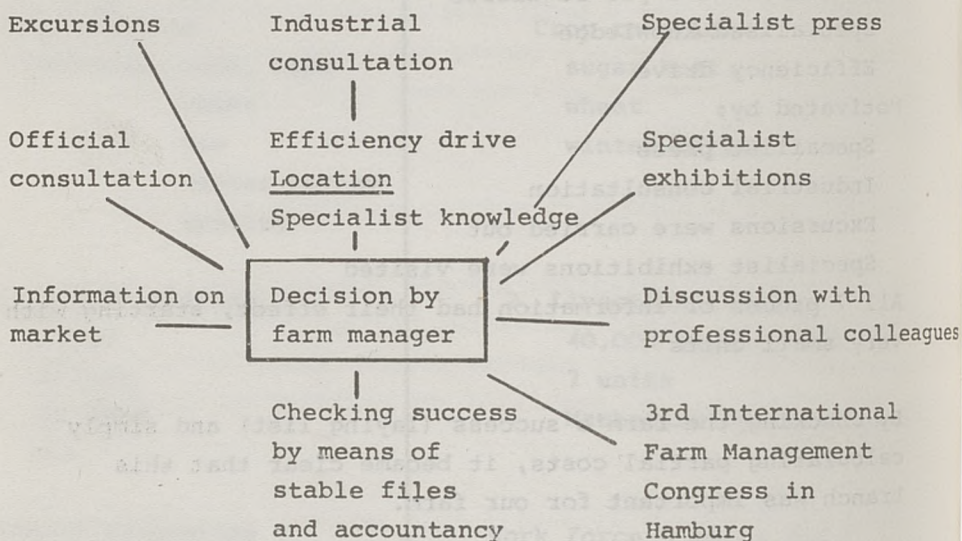 Excursions
Industrial
consultation
Specialist press
Official
consultation
Efficiency drive
Location
Specialist knowledge
Specialist
exhibitions
Information on
market
Decision by
farm manager
Discussion with
professional colleagues
Checking success
by means of
stable files
and accountancy
3rd International
Farm Management
Congress in
Hamburg